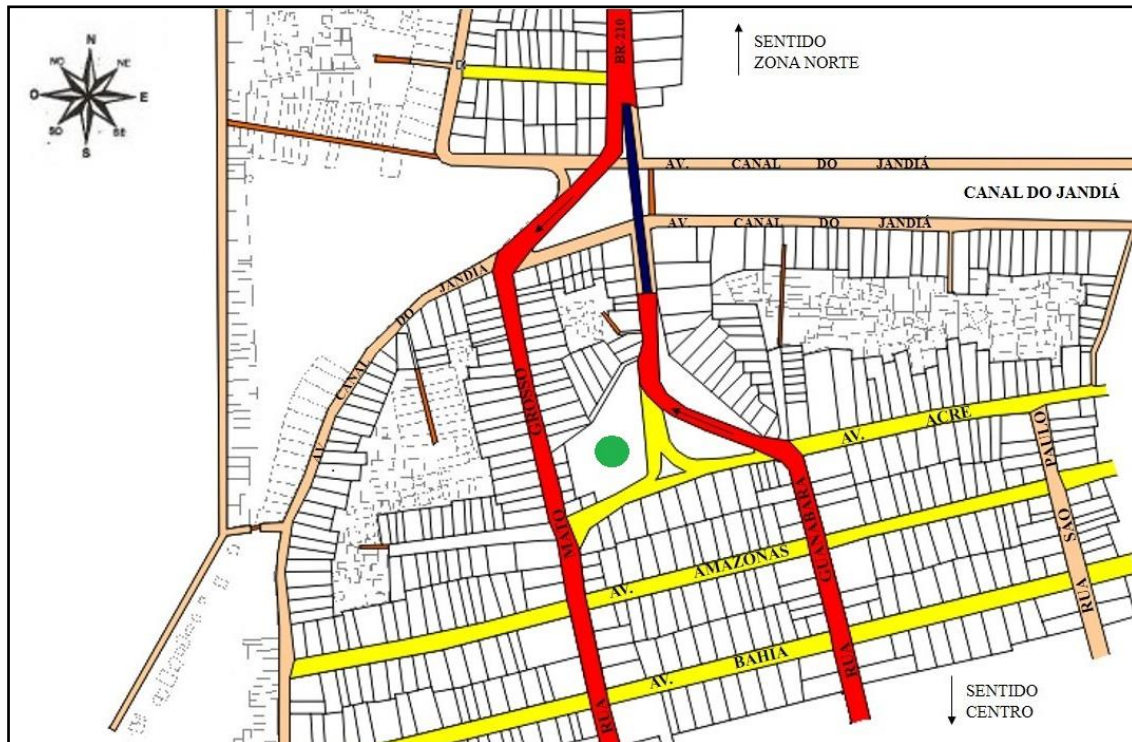 BR 210
SENTIDO
ZONA NORTE
N
NO
NE
O
E
SO
SE
S
AV. CANAL DO JANDIÁ
CANAL DO JANDIÁ
AV. CANAL DO JANDIÁ
AV. CANAL DO JANDIA
RUA MATO GROSSO
AV. ACRE
RUA SAO PAULO
RUA GUANABARA
AV. AMAZONAS
AV. BAHIA
SENTIDO
CENTRO